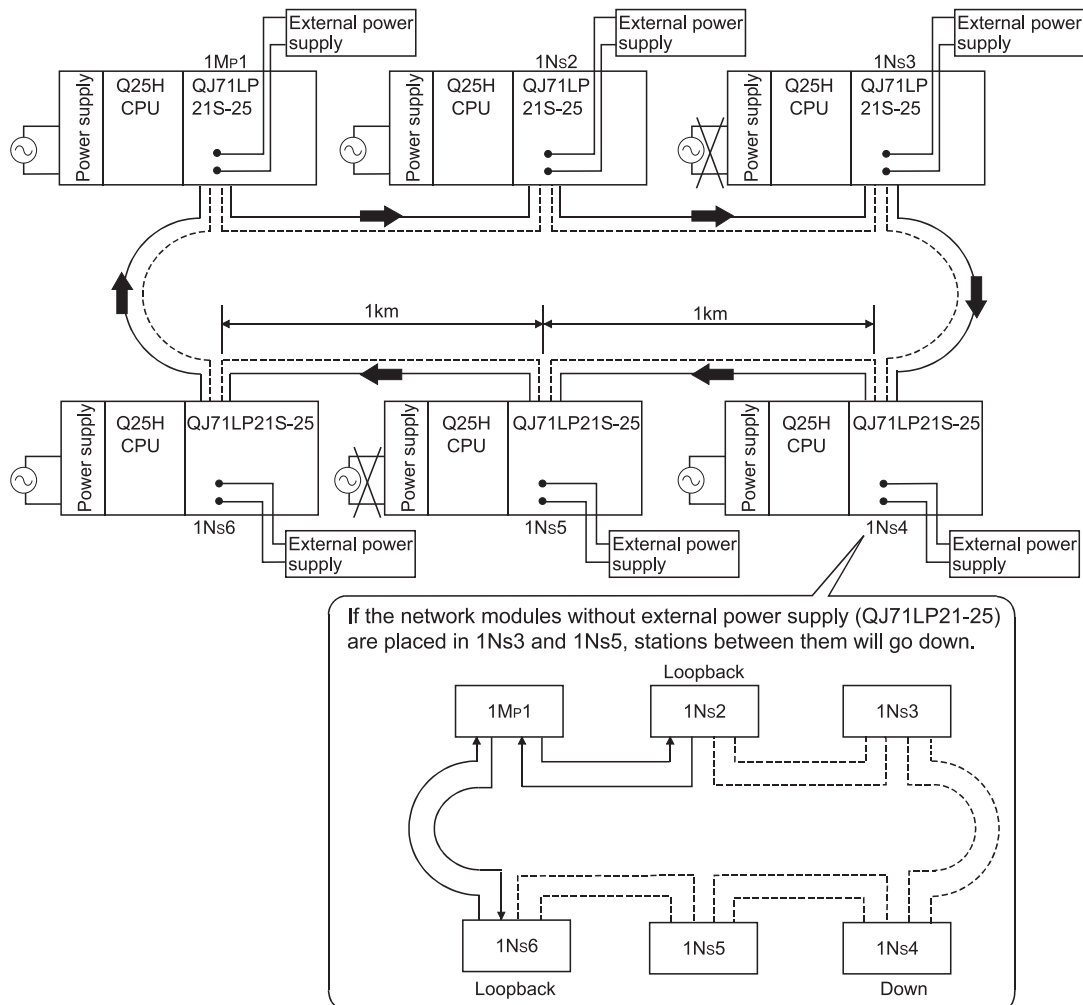 External power
supply
External power
supply
External power
supply
1MP1
1NS2
1NS3
Power supply
Q25H
CPU
QJ71LP
21S-25
Power supply
Q25H
CPU
QJ71LP
21S-25
Power supply
Q25H
CPU
QJ71LP
21S-25
1km
1km
Power supply
Q25H
CPU
QJ71LP21S-25
Power supply
Q25H
CPU
QJ71LP21S-25
Power supply
Q25H
CPU
QJ71LP21S-25
1NS6
1NS5
1NS4
External power
supply
External power
supply
External power
supply
If the network modules without external power supply (QJ71LP21-25)
are placed in 1NS3 and 1NS5, stations between them will go down.
Loopback
1MP1
1NS2
1NS3
1NS6
1NS5
1NS4
Loopback
Down